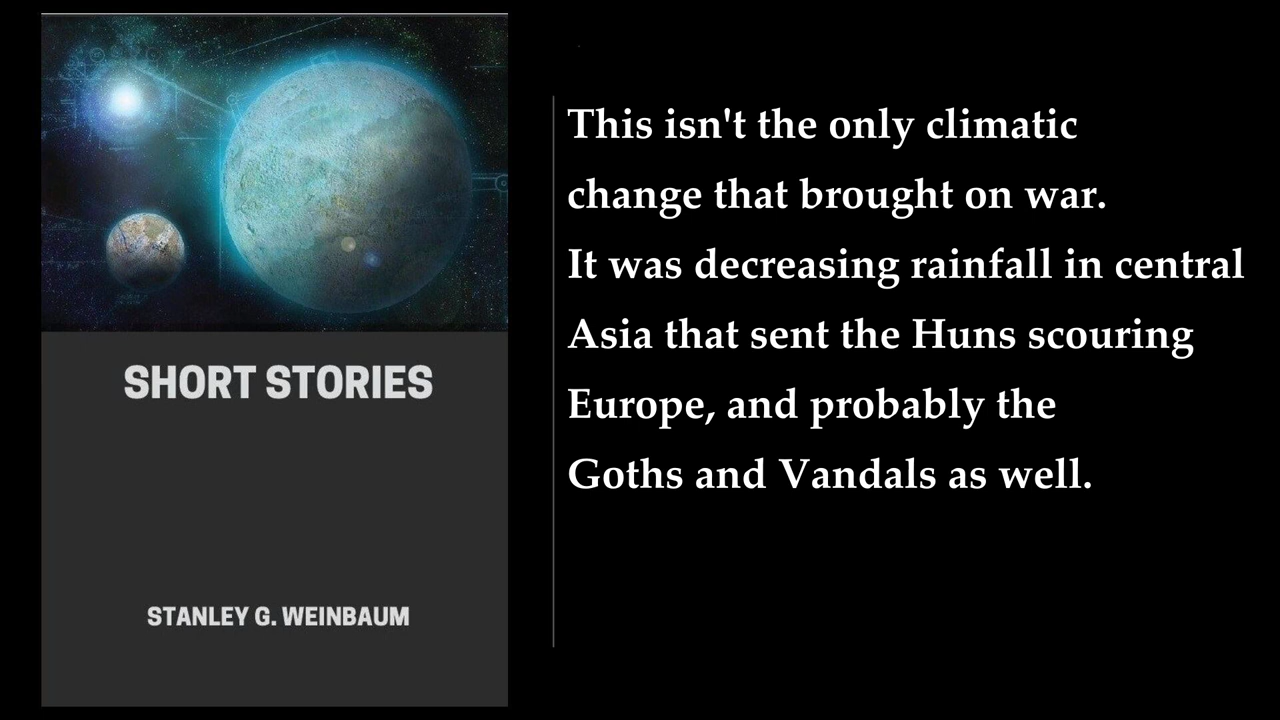 SHORT STORIES
STANLEY G. WEINBAUM
This isn't the only climatic
change that brought on war.
It was decreasing rainfall in central
Asia that sent the Huns scouring
Europe, and probably the
Goths and Vandals as well.